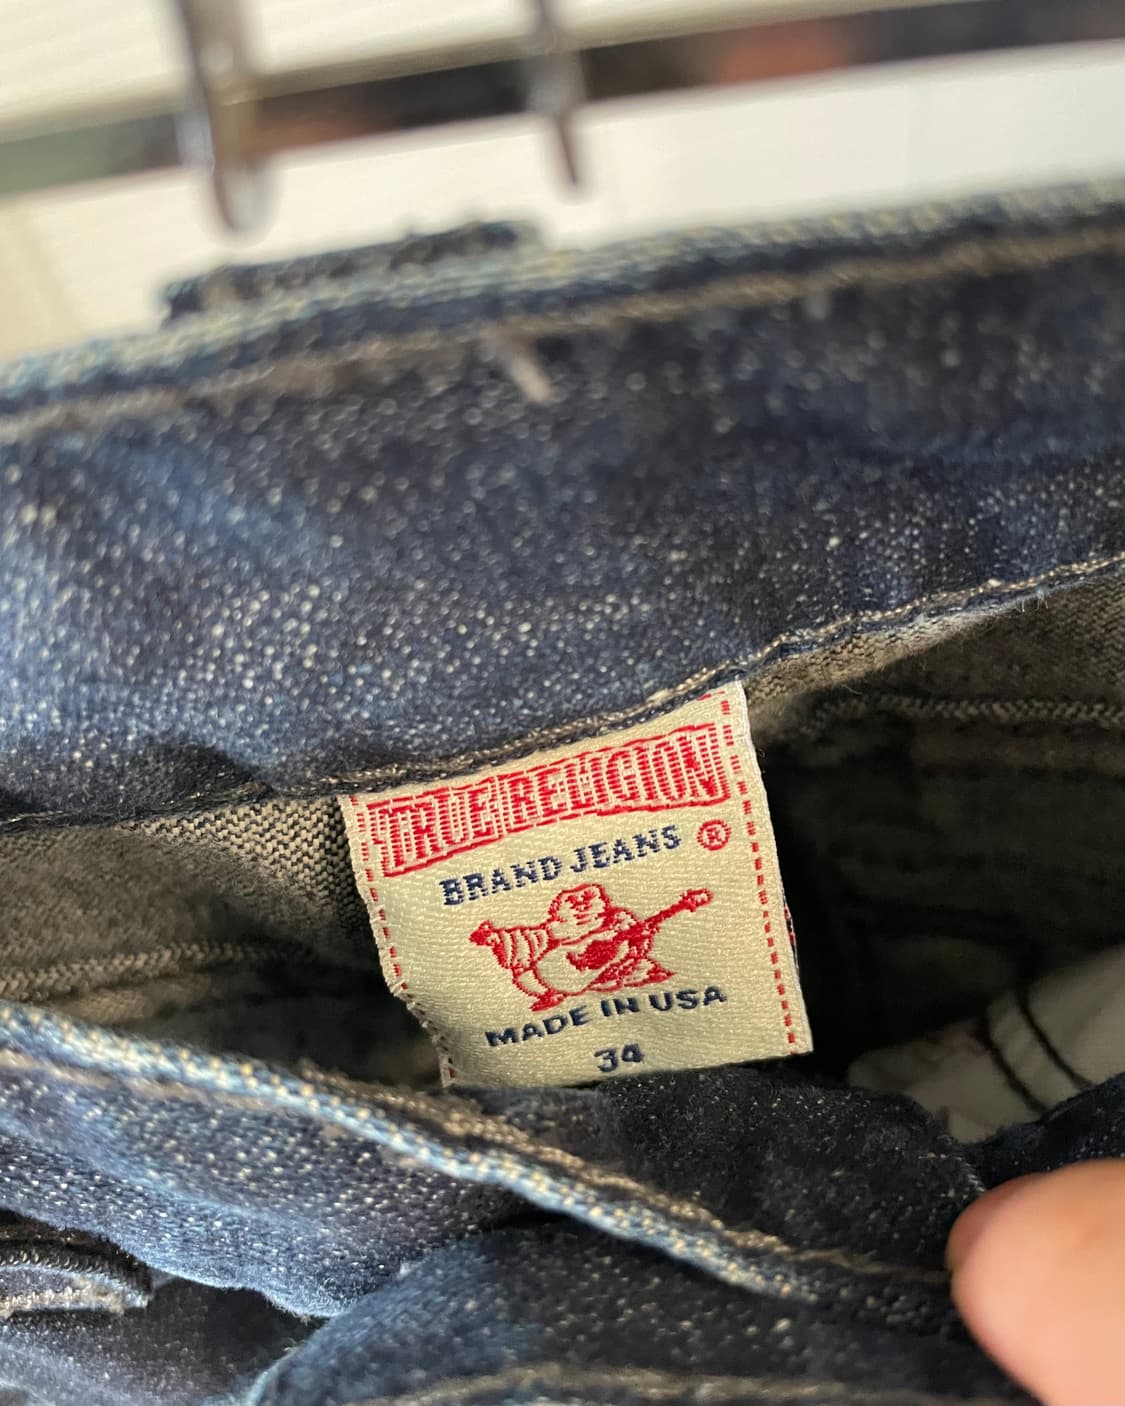 TRUE RELIGION
BRAND JEANS ®
MADE IN USA
34